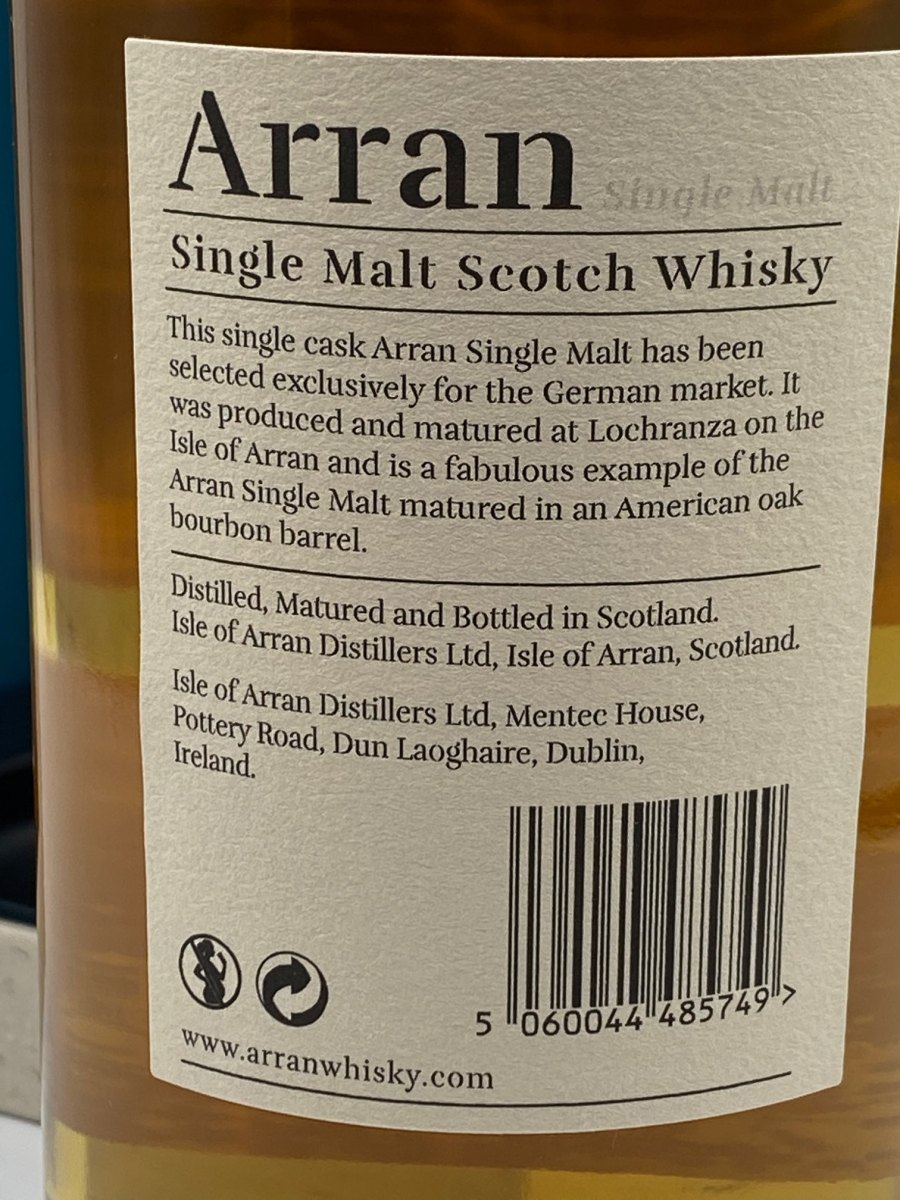 Arran Single Malt
Single Malt Scotch Whisky
This single cask Arran Single Malt has been
selected exclusively for the German market. It
was produced and matured at Lochranza on the
Isle of Arran and is a fabulous example of the
Arran Single Malt matured in an American oak
bourbon barrel.
Distilled, Matured and Bottled in Scotland.
Isle of Arran Distillers Ltd, Isle of Arran, Scotland.
Isle of Arran Distillers Ltd, Mentec House,
Pottery Road, Dun Laoghaire, Dublin,
Ireland.
5 060044 485749 >
www.arranwhisky.com